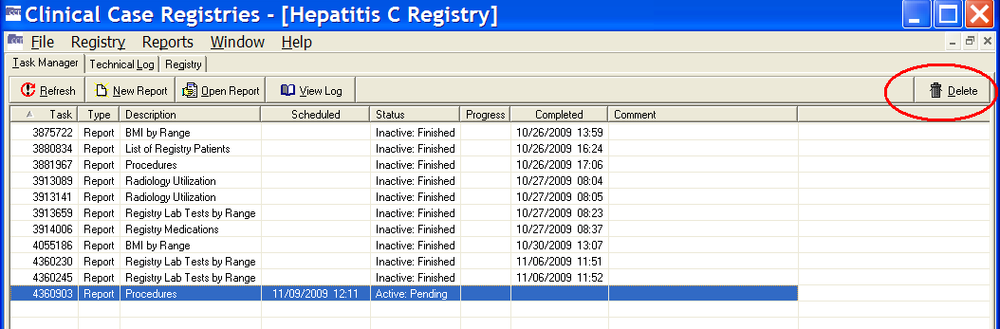 Clinical Case Registries - [Hepatitis C Registry]
File Registry Reports Window Help
Task Manager Technical Log Registry
Refresh New Report Open Report View Log Delete
Task Type Description Scheduled Status Progress Completed Comment
3875722 Report BMI by Range Inactive: Finished 10/26/2009 13:59
3880834 Report List of Registry Patients Inactive: Finished 10/26/2009 16:24
3881967 Report Procedures Inactive: Finished 10/26/2009 17:06
3913089 Report Radiology Utilization Inactive: Finished 10/27/2009 08:04
3913141 Report Radiology Utilization Inactive: Finished 10/27/2009 08:05
3913659 Report Registry Lab Tests by Range Inactive: Finished 10/27/2009 08:23
3914006 Report Registry Medications Inactive: Finished 10/27/2009 08:37
4055186 Report BMI by Range Inactive: Finished 10/30/2009 13:07
4360230 Report Registry Lab Tests by Range Inactive: Finished 11/06/2009 11:51
4360245 Report Registry Lab Tests by Range Inactive: Finished 11/06/2009 11:52
4360903 Report Procedures 11/09/2009 12:11 Active: Pending